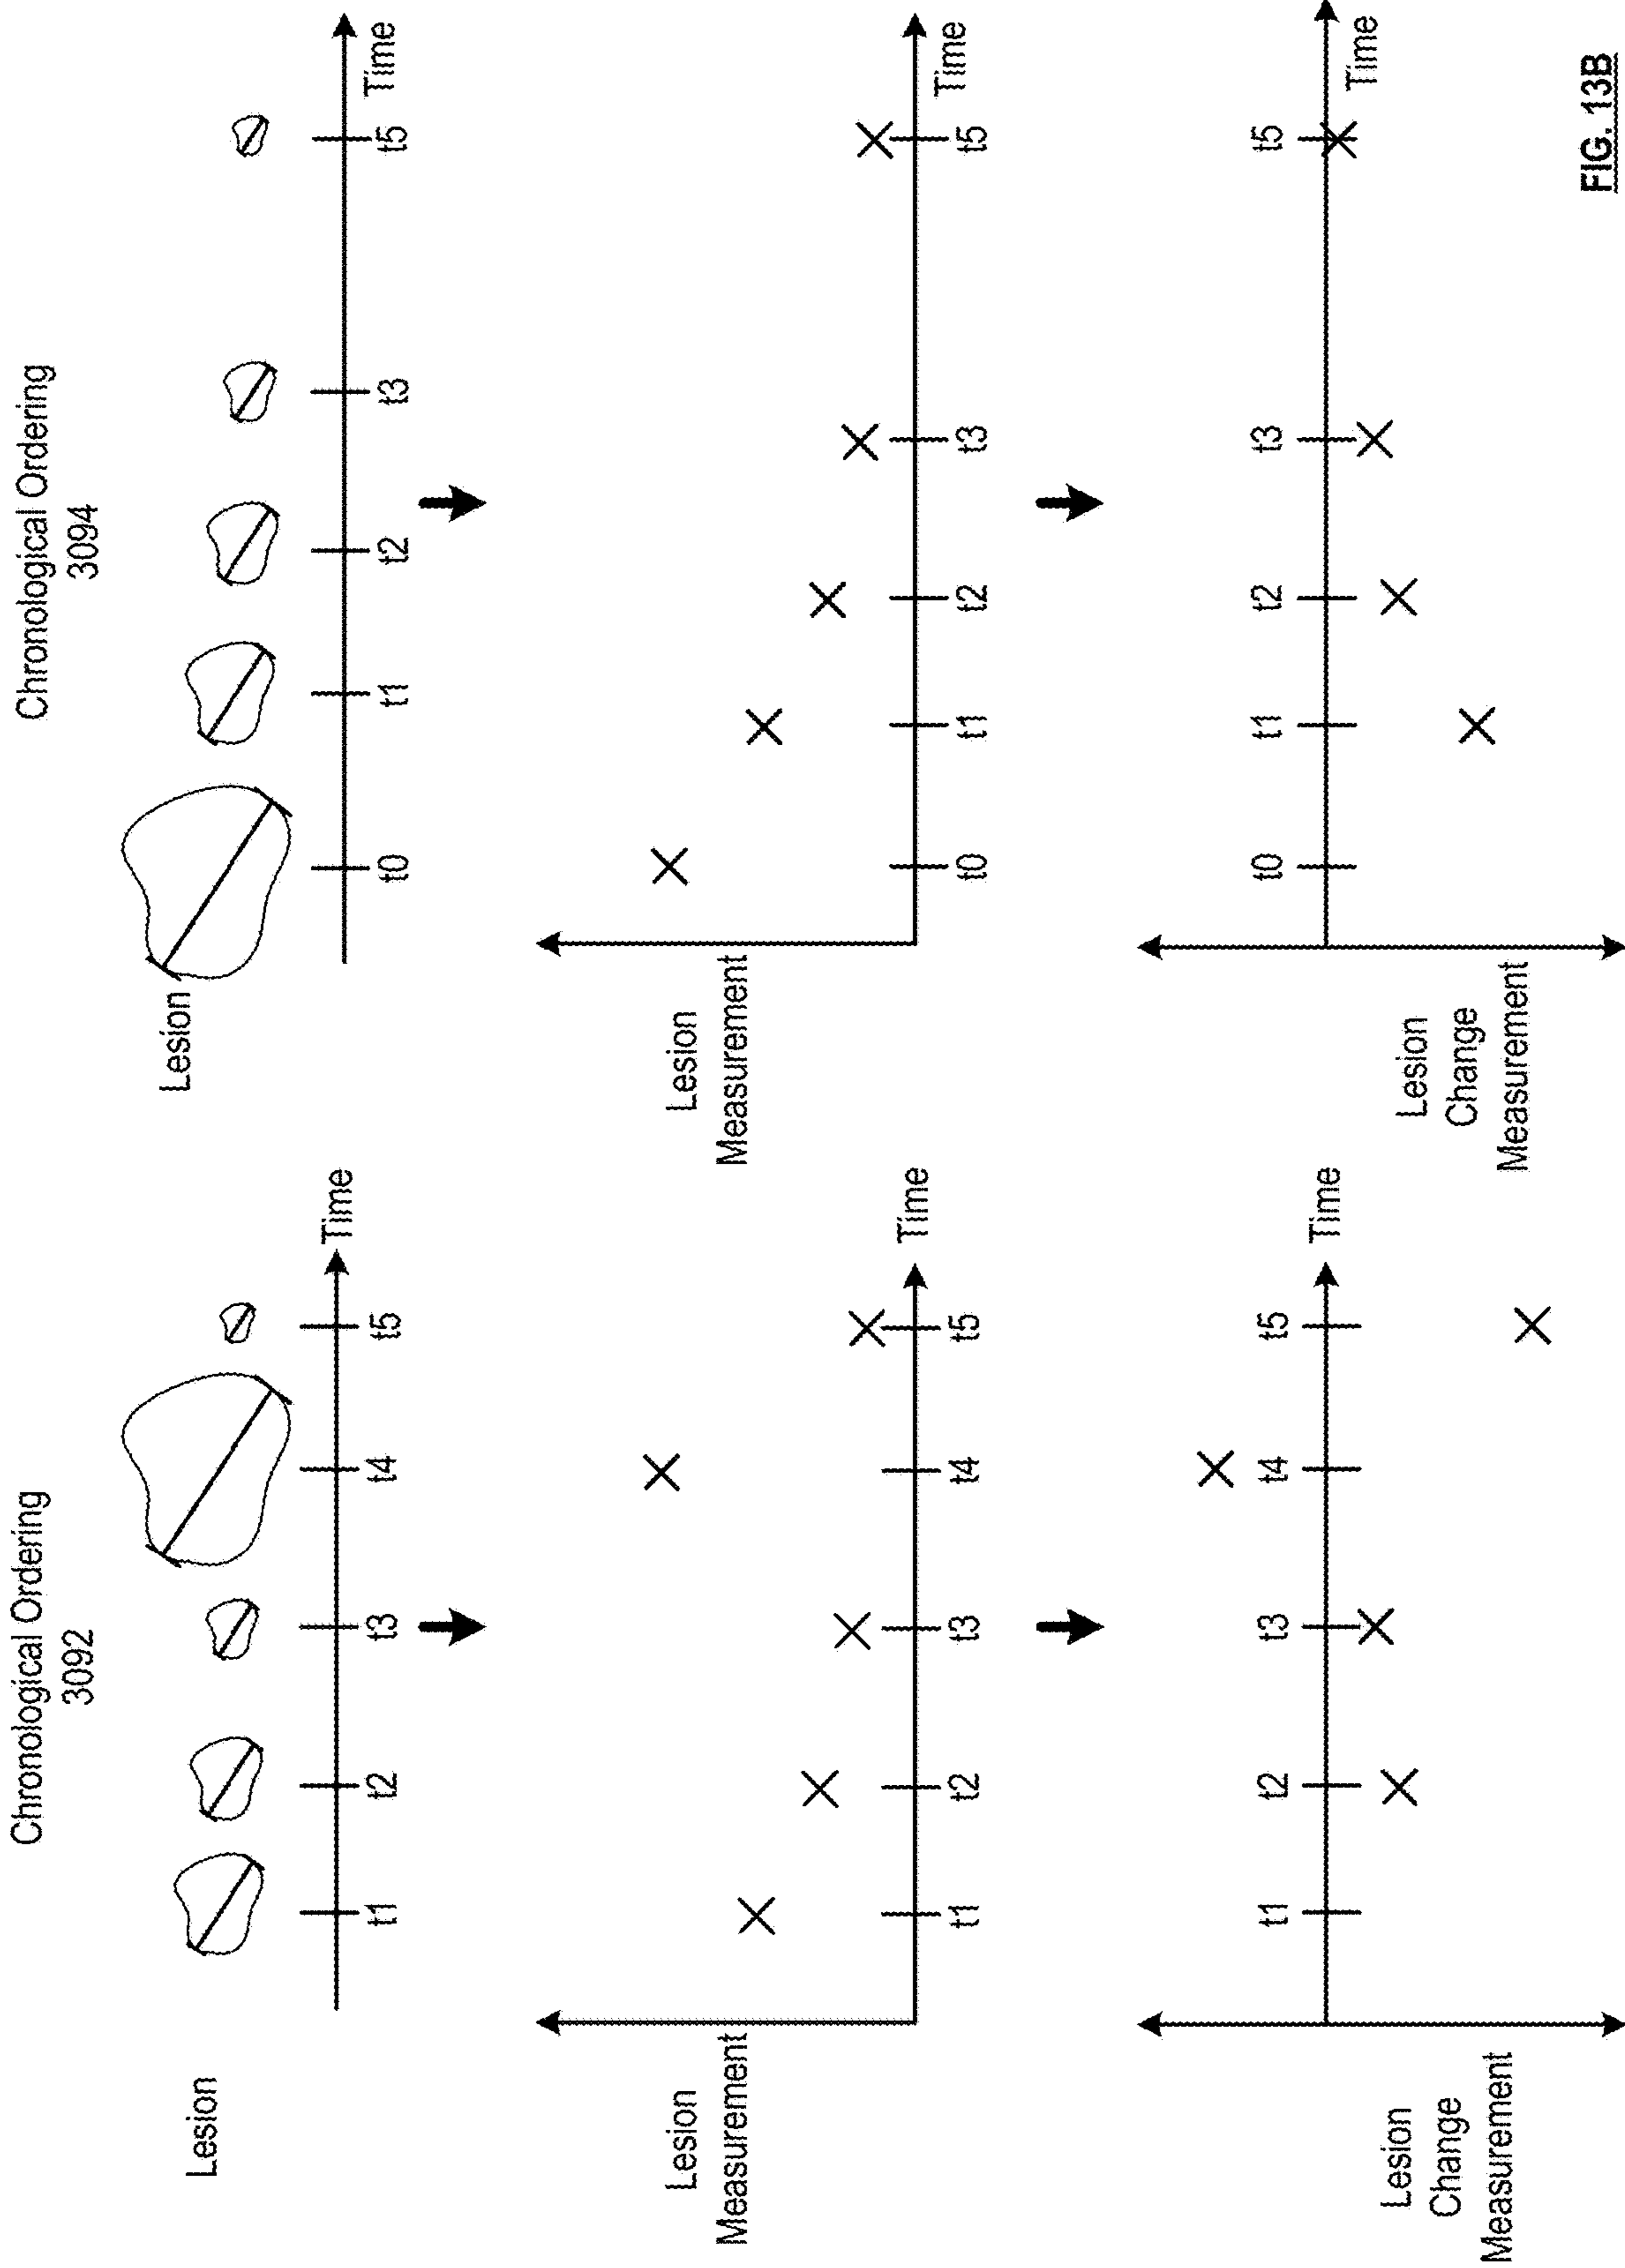 Chronological Ordering
3092
Lesion
t1 t2 t3 t4 t5 Time
Lesion
Measurement
t1 t2 t3 t4 t5 Time
Lesion
Change
Measurement
t1 t2 t3 t4 t5 Time
Chronological Ordering
3094
Lesion
t0 t1 t2 t3 t5 Time
Lesion
Measurement
t0 t1 t2 t3 t5 Time
Lesion
Change
Measurement
t0 t1 t2 t3 t5 Time
FIG. 13B